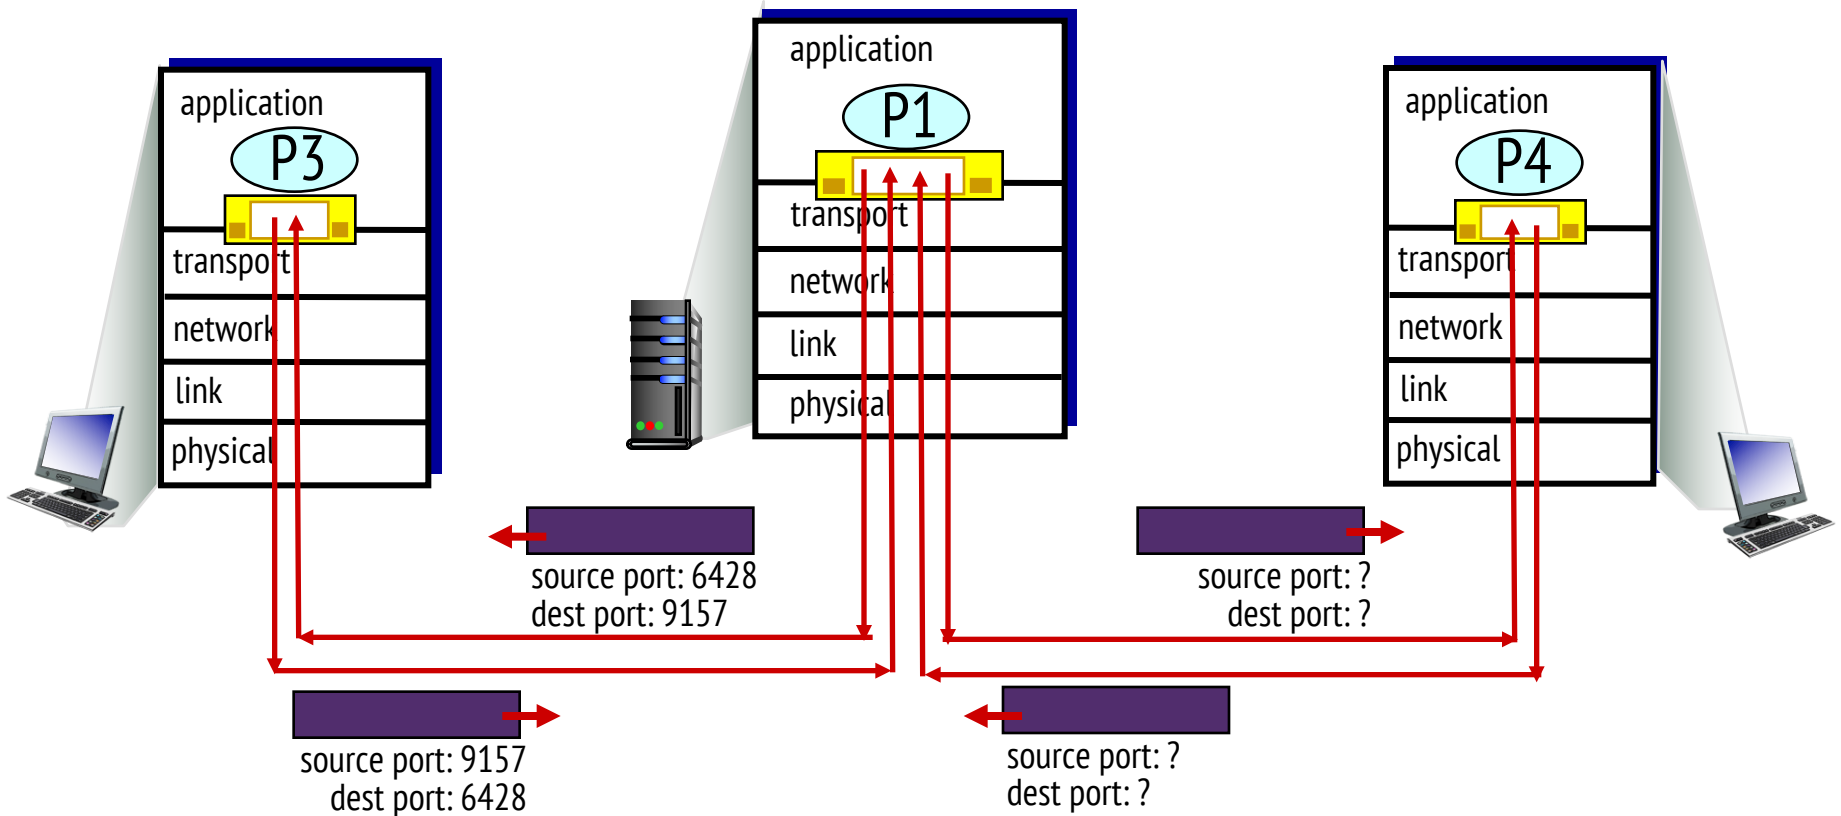 application
P3
transport
network
link
physical
application
P1
transport
network
link
physical
application
P4
transport
network
link
physical
source port: 6428
dest port: 9157
source port: ?
dest port: ?
source port: 9157
dest port: 6428
source port: ?
dest port: ?